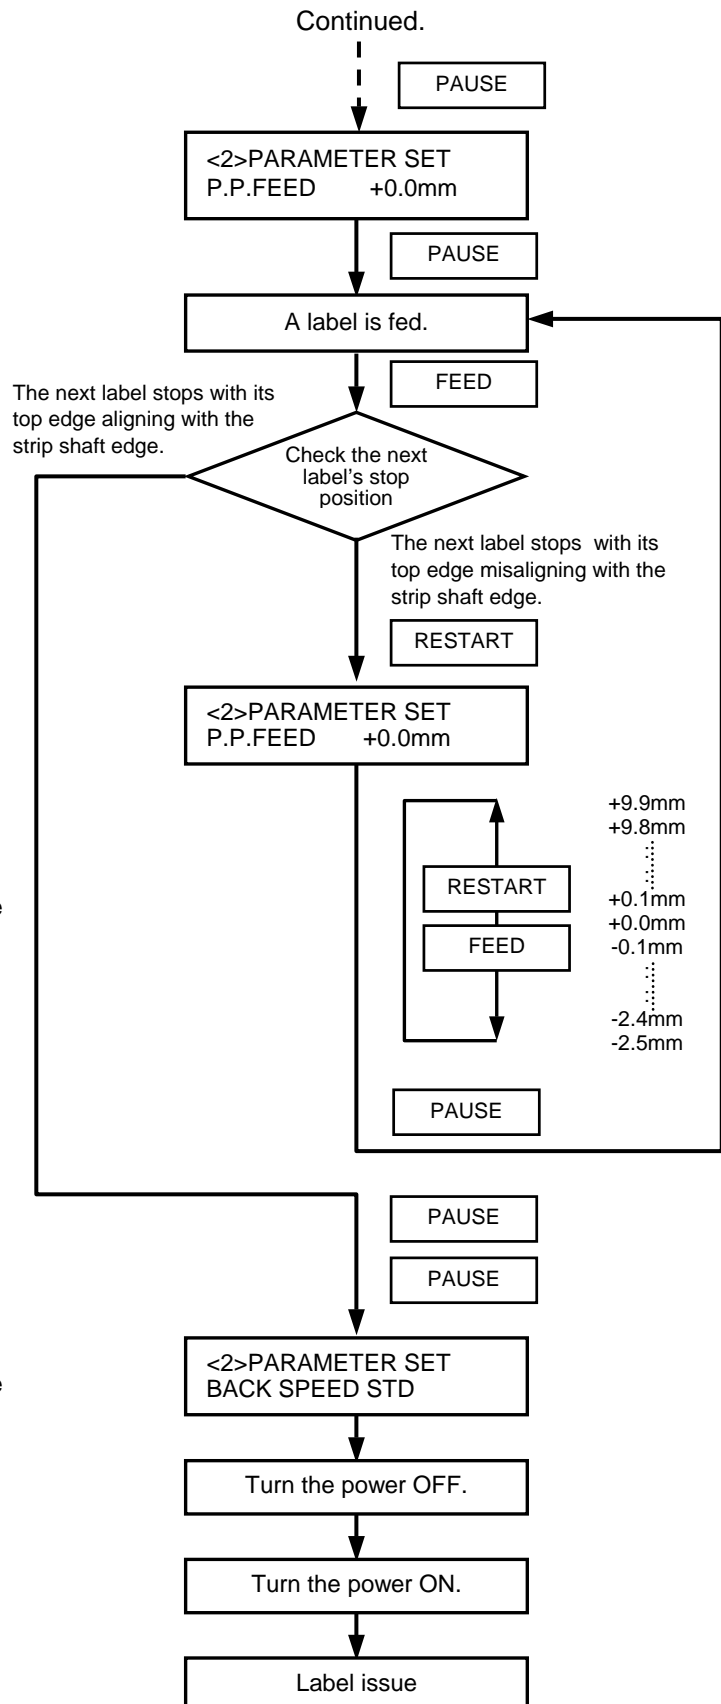 Continued.
PAUSE
<2>PARAMETER SET
P.P.FEED +0.0mm
PAUSE
A label is fed.
FEED
The next label stops with its
top edge aligning with the
strip shaft edge.
Check the next
label's stop
position
The next label stops with its
top edge misaligning with the
strip shaft edge.
RESTART
<2>PARAMETER SET
P.P.FEED +0.0mm
+9.9mm
+9.8mm
RESTART
+0.1mm
+0.0mm
FEED
-0.1mm
-2.4mm
-2.5mm
PAUSE
PAUSE
PAUSE
<2>PARAMETER SET
BACK SPEED STD
Turn the power OFF.
Turn the power ON.
Label issue